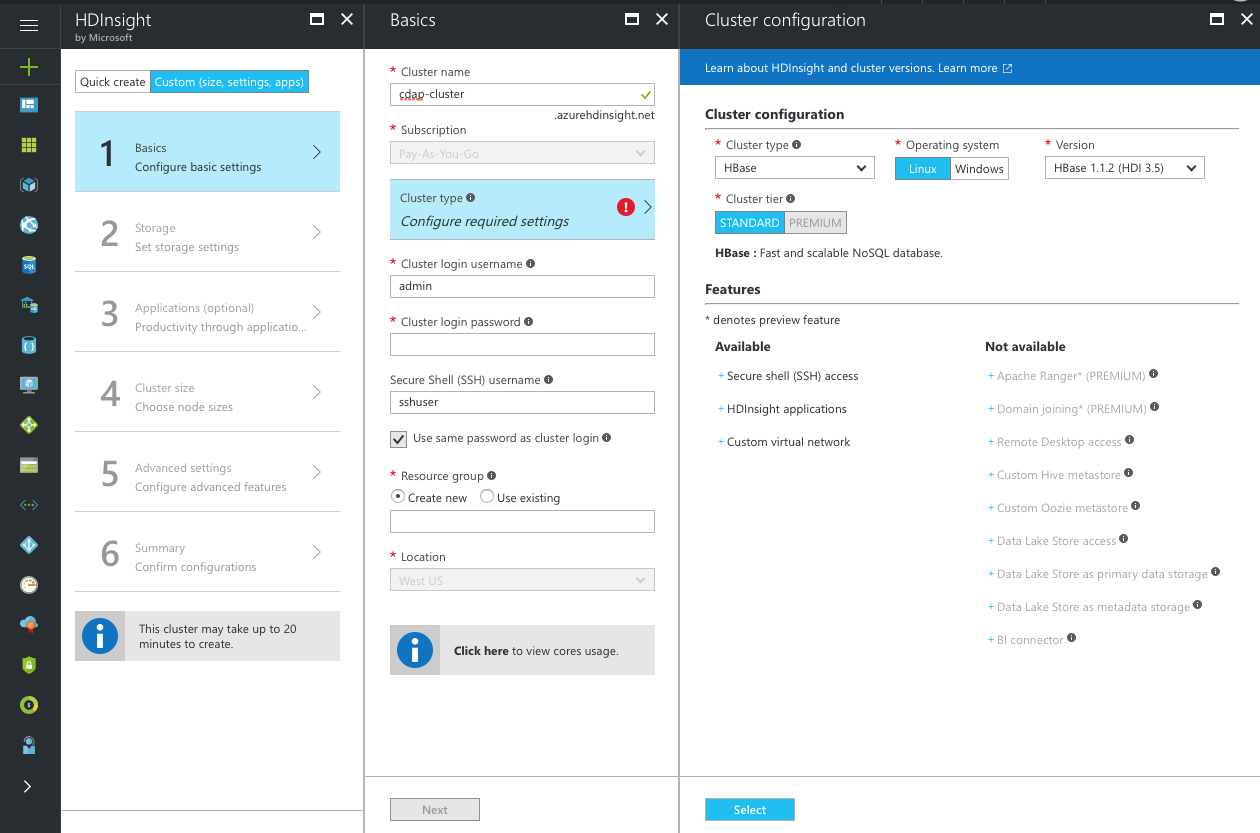 HDInsight
by Microsoft
Quick create
Custom (size, settings, apps)
1
Basics
Configure basic settings
2
Storage
Set storage settings
3
Applications (optional)
Productivity through applicatio...
4
Cluster size
Choose node sizes
5
Advanced settings
Configure advanced features
6
Summary
Confirm configurations
This cluster may take up to 20
minutes to create.
Basics
* Cluster name
cdap-cluster
.azurehdinsight.net
* Subscription
Pay-As-You-Go
Cluster type
Configure required settings
* Cluster login username
admin
* Cluster login password
Secure Shell (SSH) username
sshuser
Use same password as cluster login
* Resource group
Create new Use existing
* Location
West US
Click here to view cores usage.
Next
Cluster configuration
Learn about HDInsight and cluster versions. Learn more
Cluster configuration
* Cluster type * Operating system * Version
HBase Linux Windows HBase 1.1.2 (HDI 3.5)
* Cluster tier
STANDARD PREMIUM
HBase : Fast and scalable NoSQL database.
Features
* denotes preview feature
Available
+ Secure shell (SSH) access
+ HDInsight applications
+ Custom virtual network
Not available
+ Apache Ranger* (PREMIUM)
+ Domain joining* (PREMIUM)
+ Remote Desktop access
+ Custom Hive metastore
+ Custom Oozie metastore
+ Data Lake Store access
+ Data Lake Store as primary data storage
+ Data Lake Store as metadata storage
+ BI connector
Select